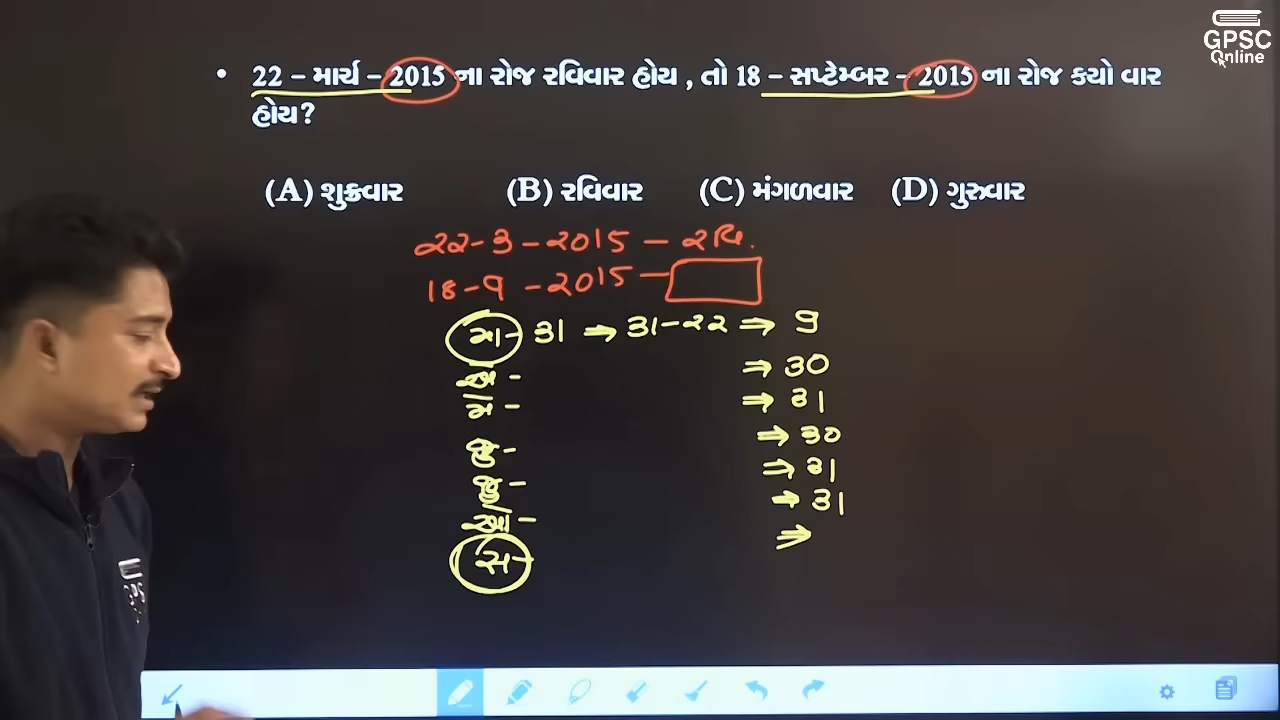 GPSC
Online
• 22 – માર્ચ – 2015 ના રોજ રવિવાર હોય , તો 18 – સપ્ટેમ્બર – 2015 ના રોજ કયો વાર
હોય?
(A) શુક્રવાર (B) રવિવાર (C) મંગળવાર (D) ગુરુવાર
22-3-2015 – રવિ.
18-9-2015 –
મા- 31 ⇒ 31-22 ⇒ 9
એ - ⇒ 30
મે - ⇒ 31
જુ - ⇒ 30
જુ - ⇒ 31
ઓ - ⇒ 31
સ - ⇒
GPS